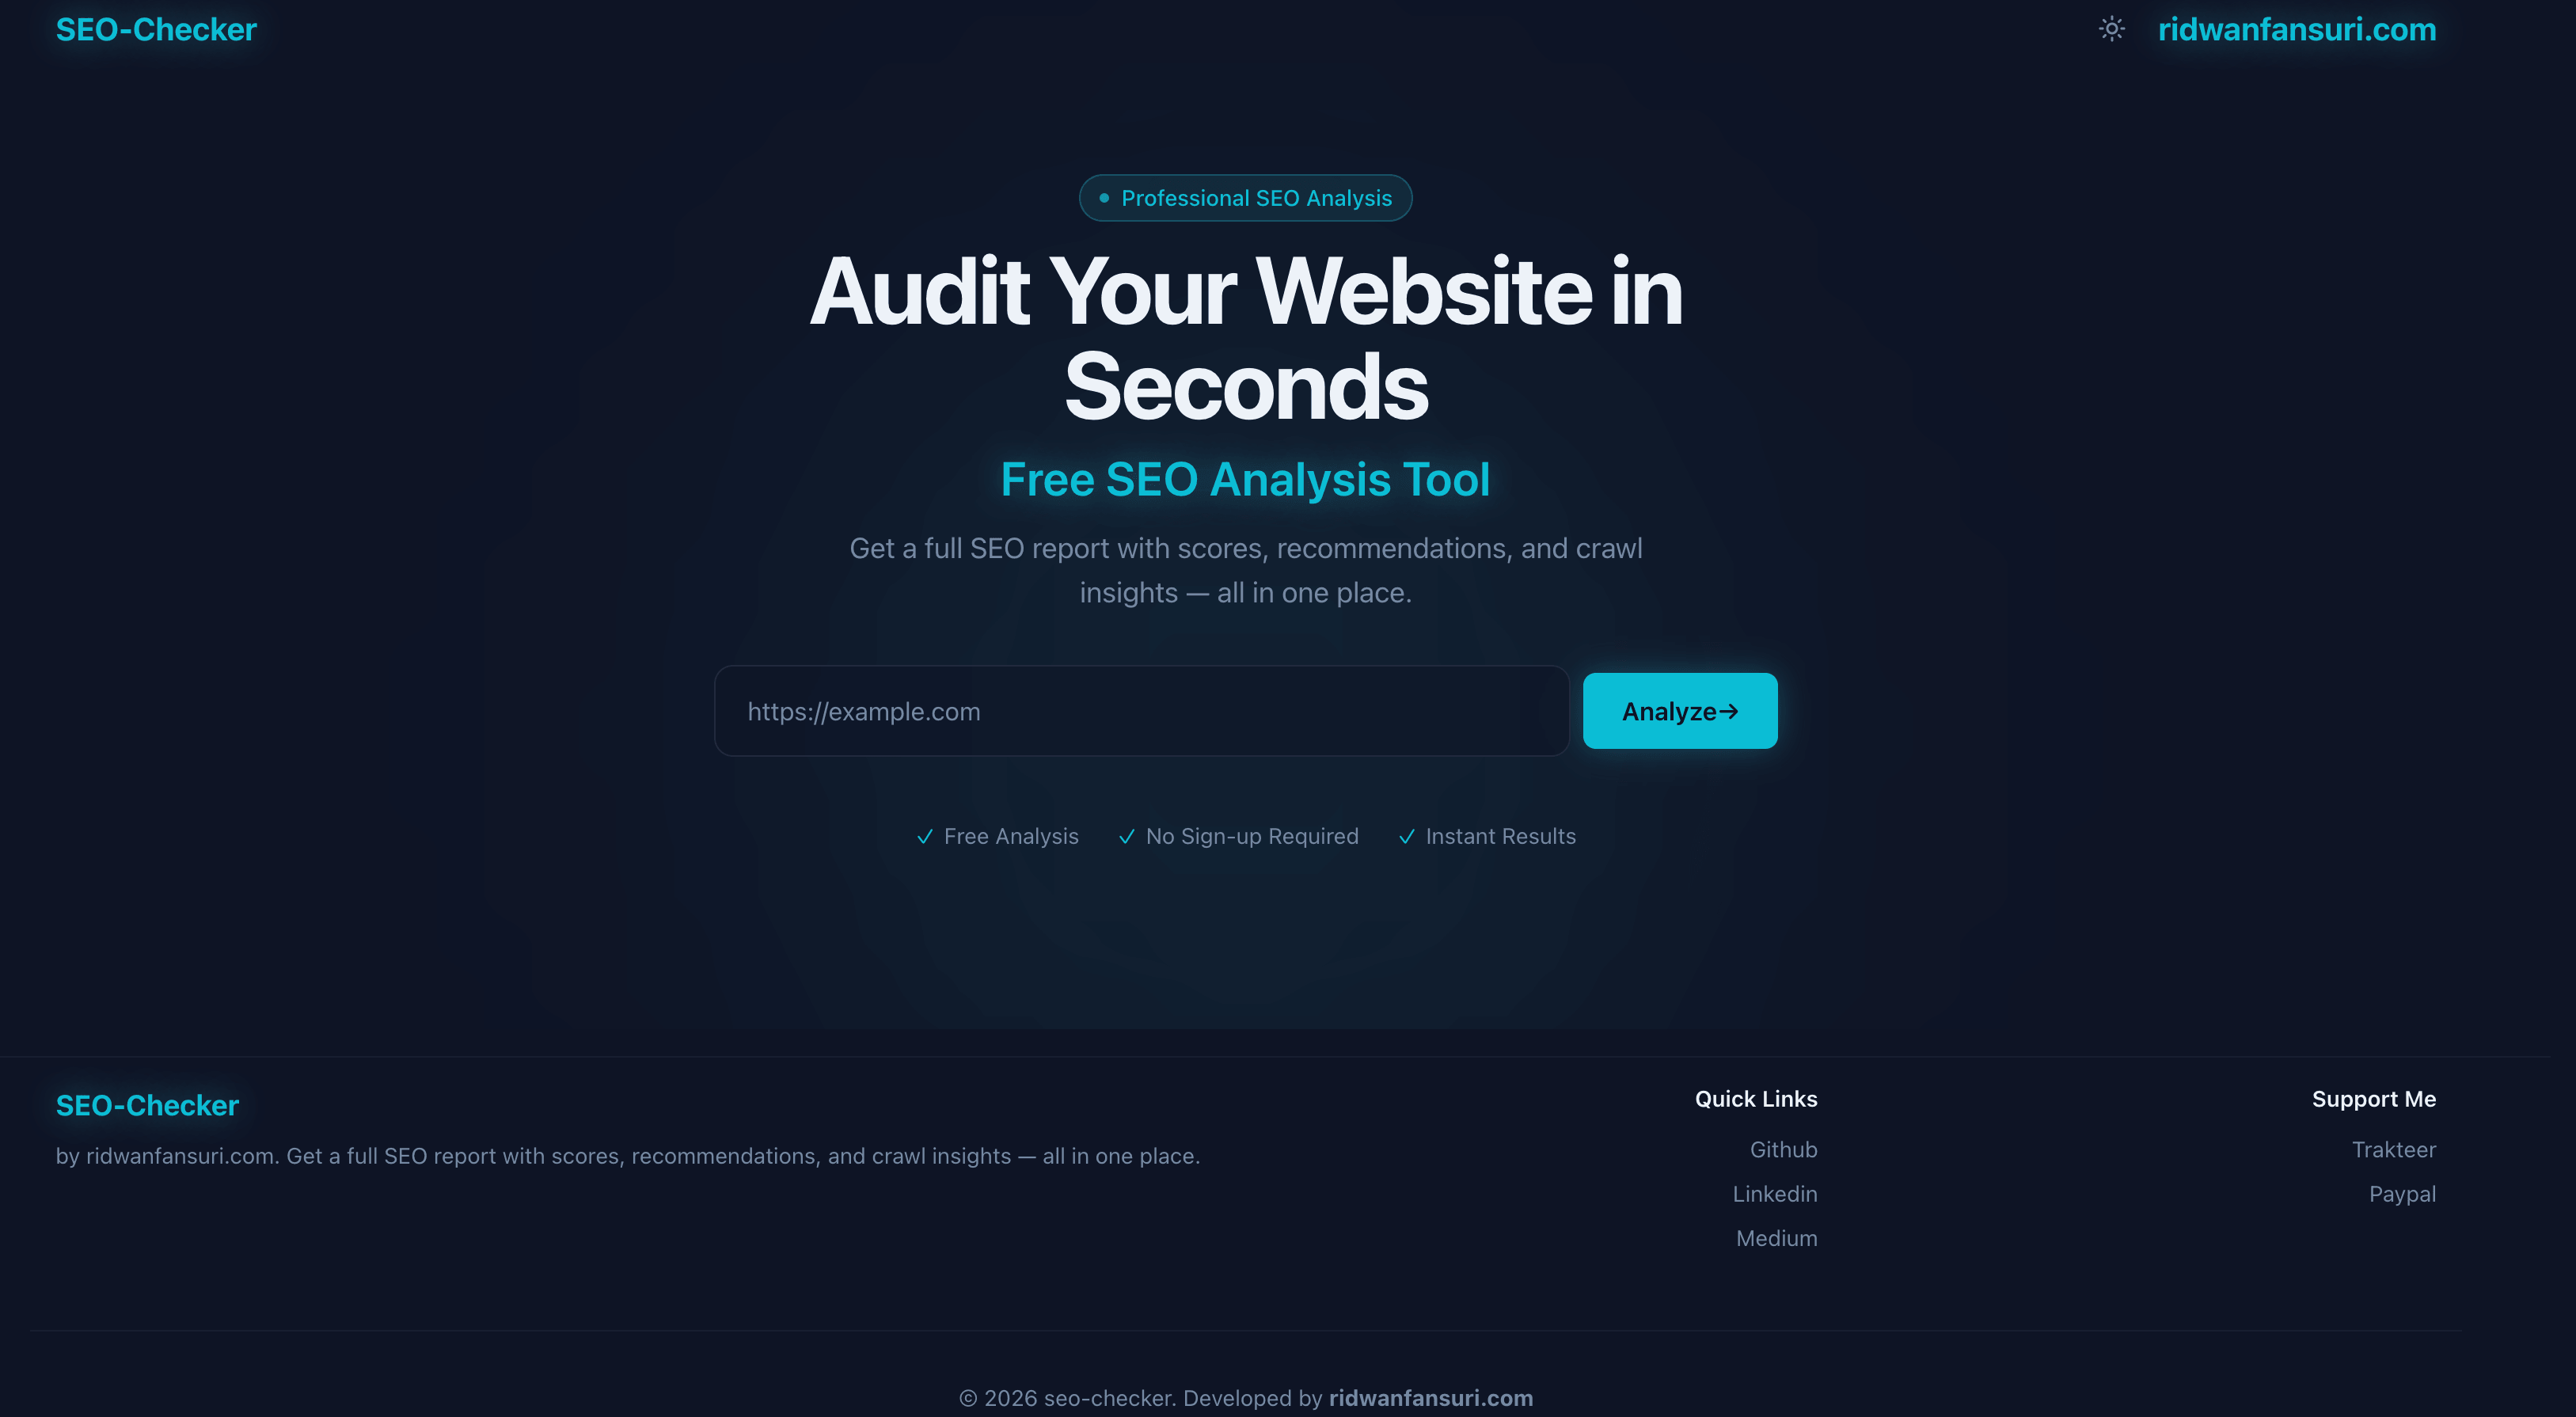 SEO-Checker
ridwanfansuri.com
Professional SEO Analysis
Audit Your Website in
Seconds
Free SEO Analysis Tool
Get a full SEO report with scores, recommendations, and crawl
insights — all in one place.
https://example.com
Analyze→
✓ Free Analysis
✓ No Sign-up Required
✓ Instant Results
SEO-Checker
by ridwanfansuri.com. Get a full SEO report with scores, recommendations, and crawl insights — all in one place.
Quick Links
Github
Linkedin
Medium
Support Me
Trakteer
Paypal
© 2026 seo-checker. Developed by ridwanfansuri.com